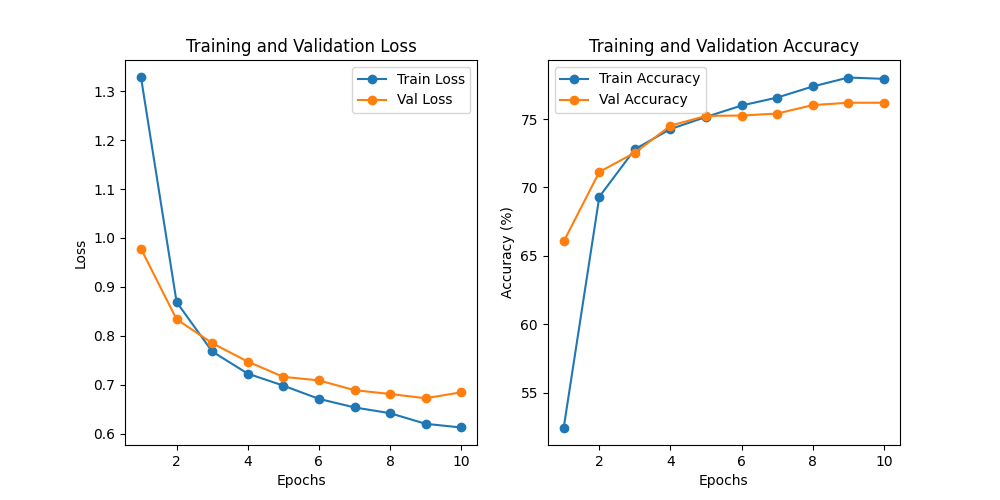 Training and Validation Loss
Train Loss
Val Loss
Loss
1.3
1.2
1.1
1.0
0.9
0.8
0.7
0.6
2
4
6
8
10
Epochs
Training and Validation Accuracy
Train Accuracy
Val Accuracy
Accuracy (%)
75
70
65
60
55
2
4
6
8
10
Epochs